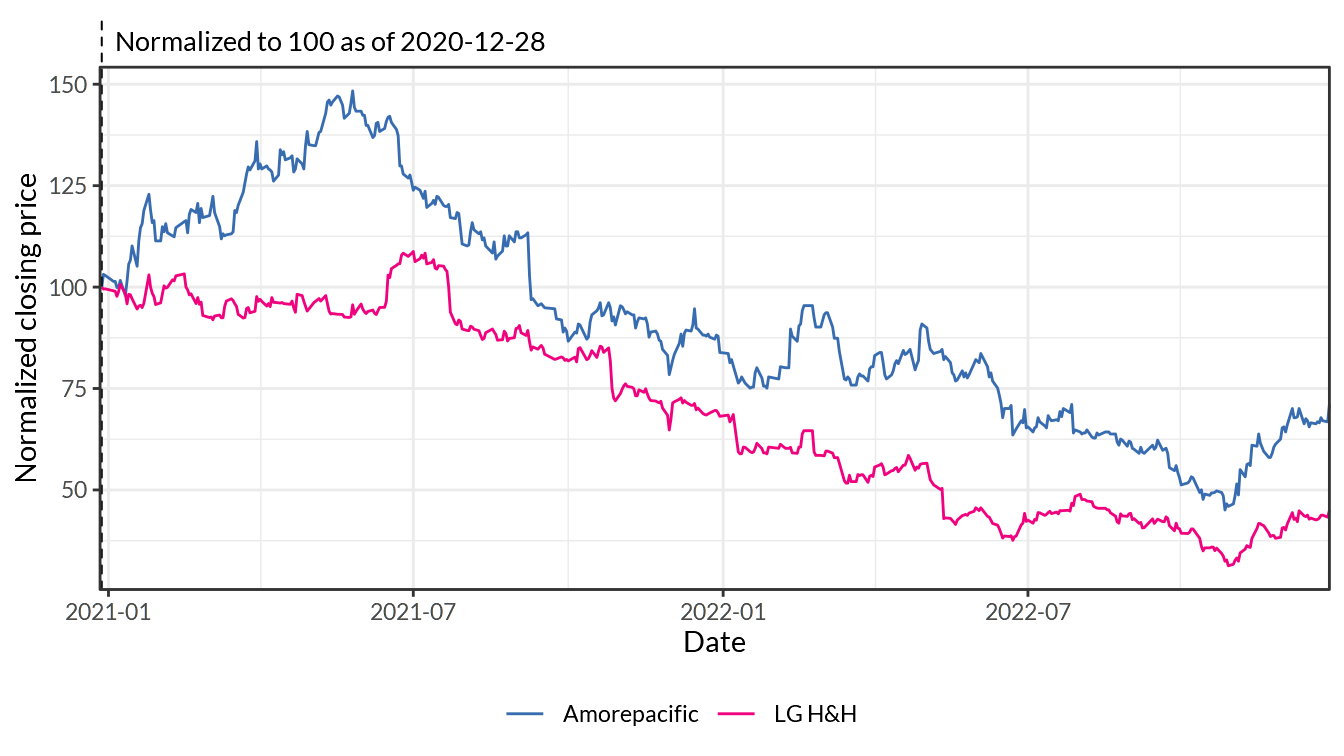 Normalized to 100 as of 2020-12-28
Normalized closing price
150
125
100
75
50
2021-01
2021-07
2022-01
2022-07
Date
Amorepacific
LG H&H